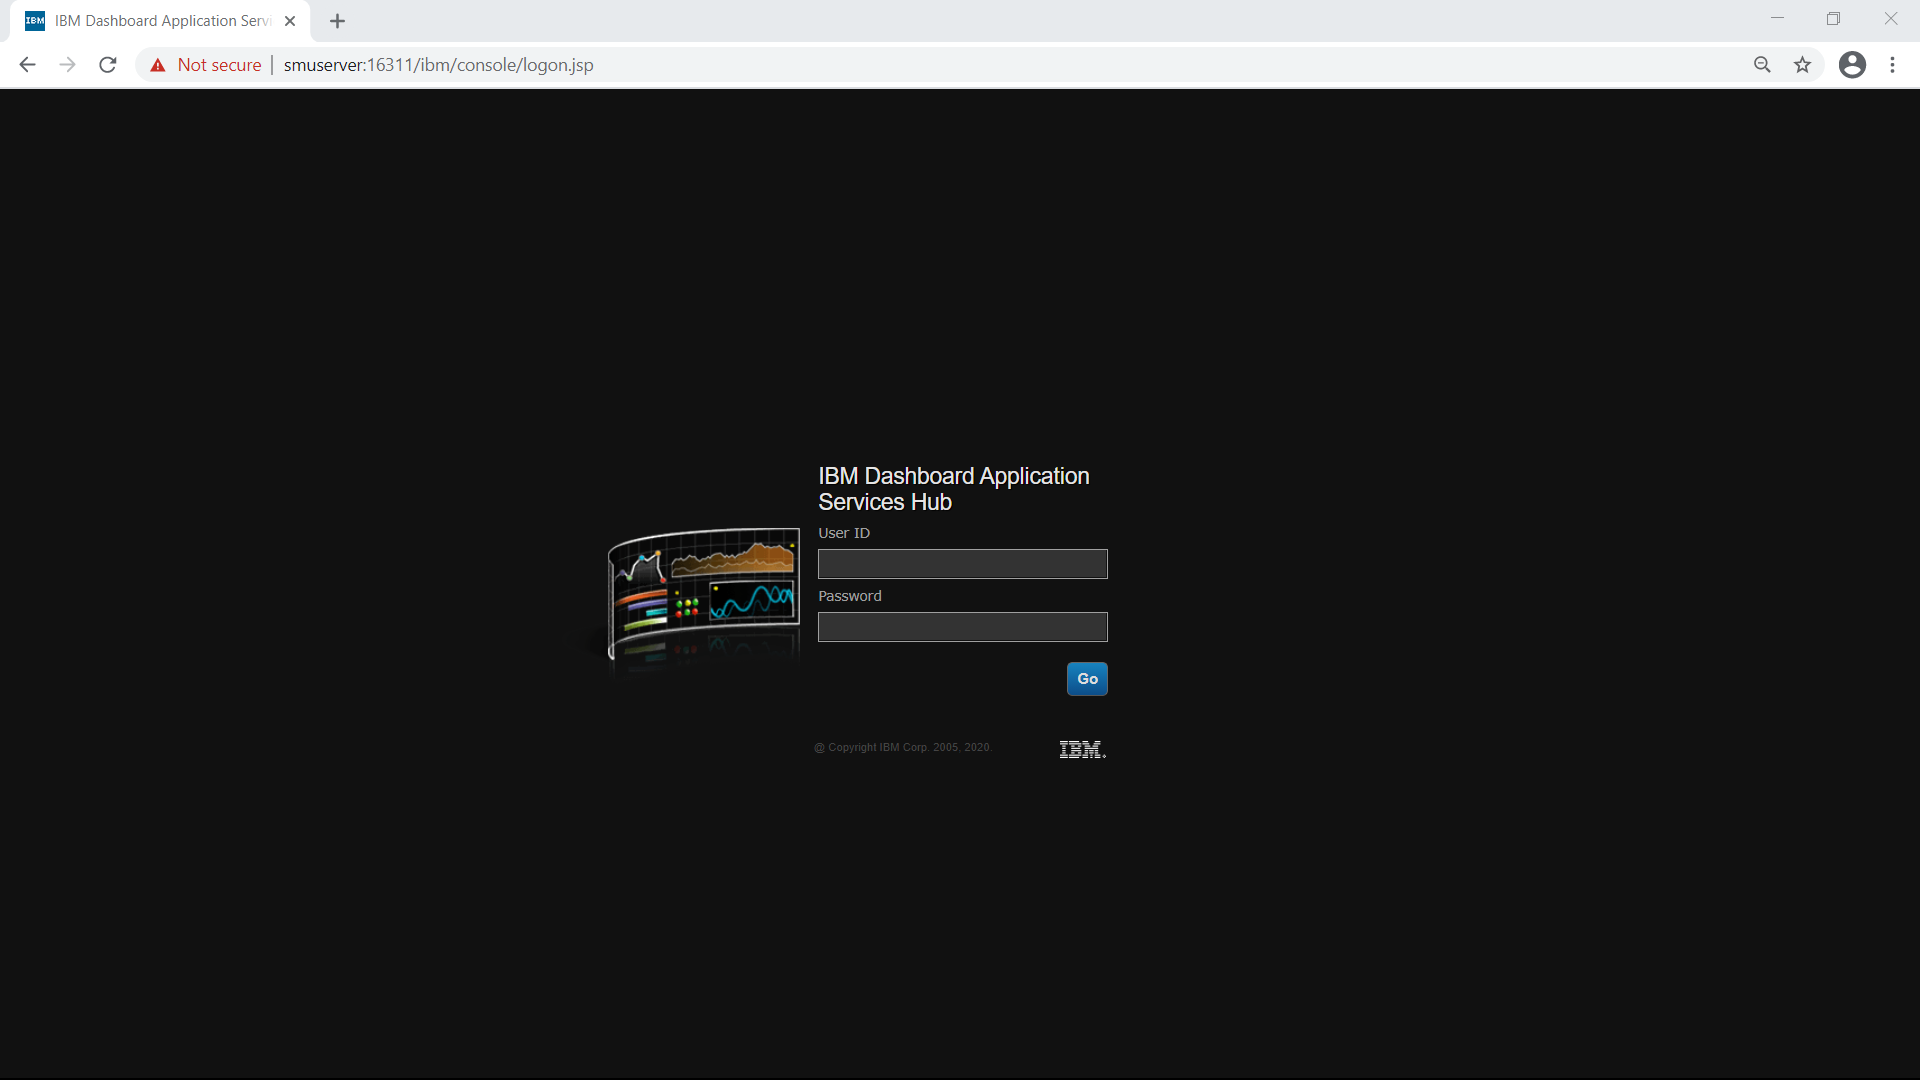 IBM
IBM Dashboard Application Servi
Not secure
smuserver:16311/ibm/console/logon.jsp
IBM Dashboard Application
Services Hub
User ID
Password
Go
@ Copyright IBM Corp. 2005, 2020.
IBM.